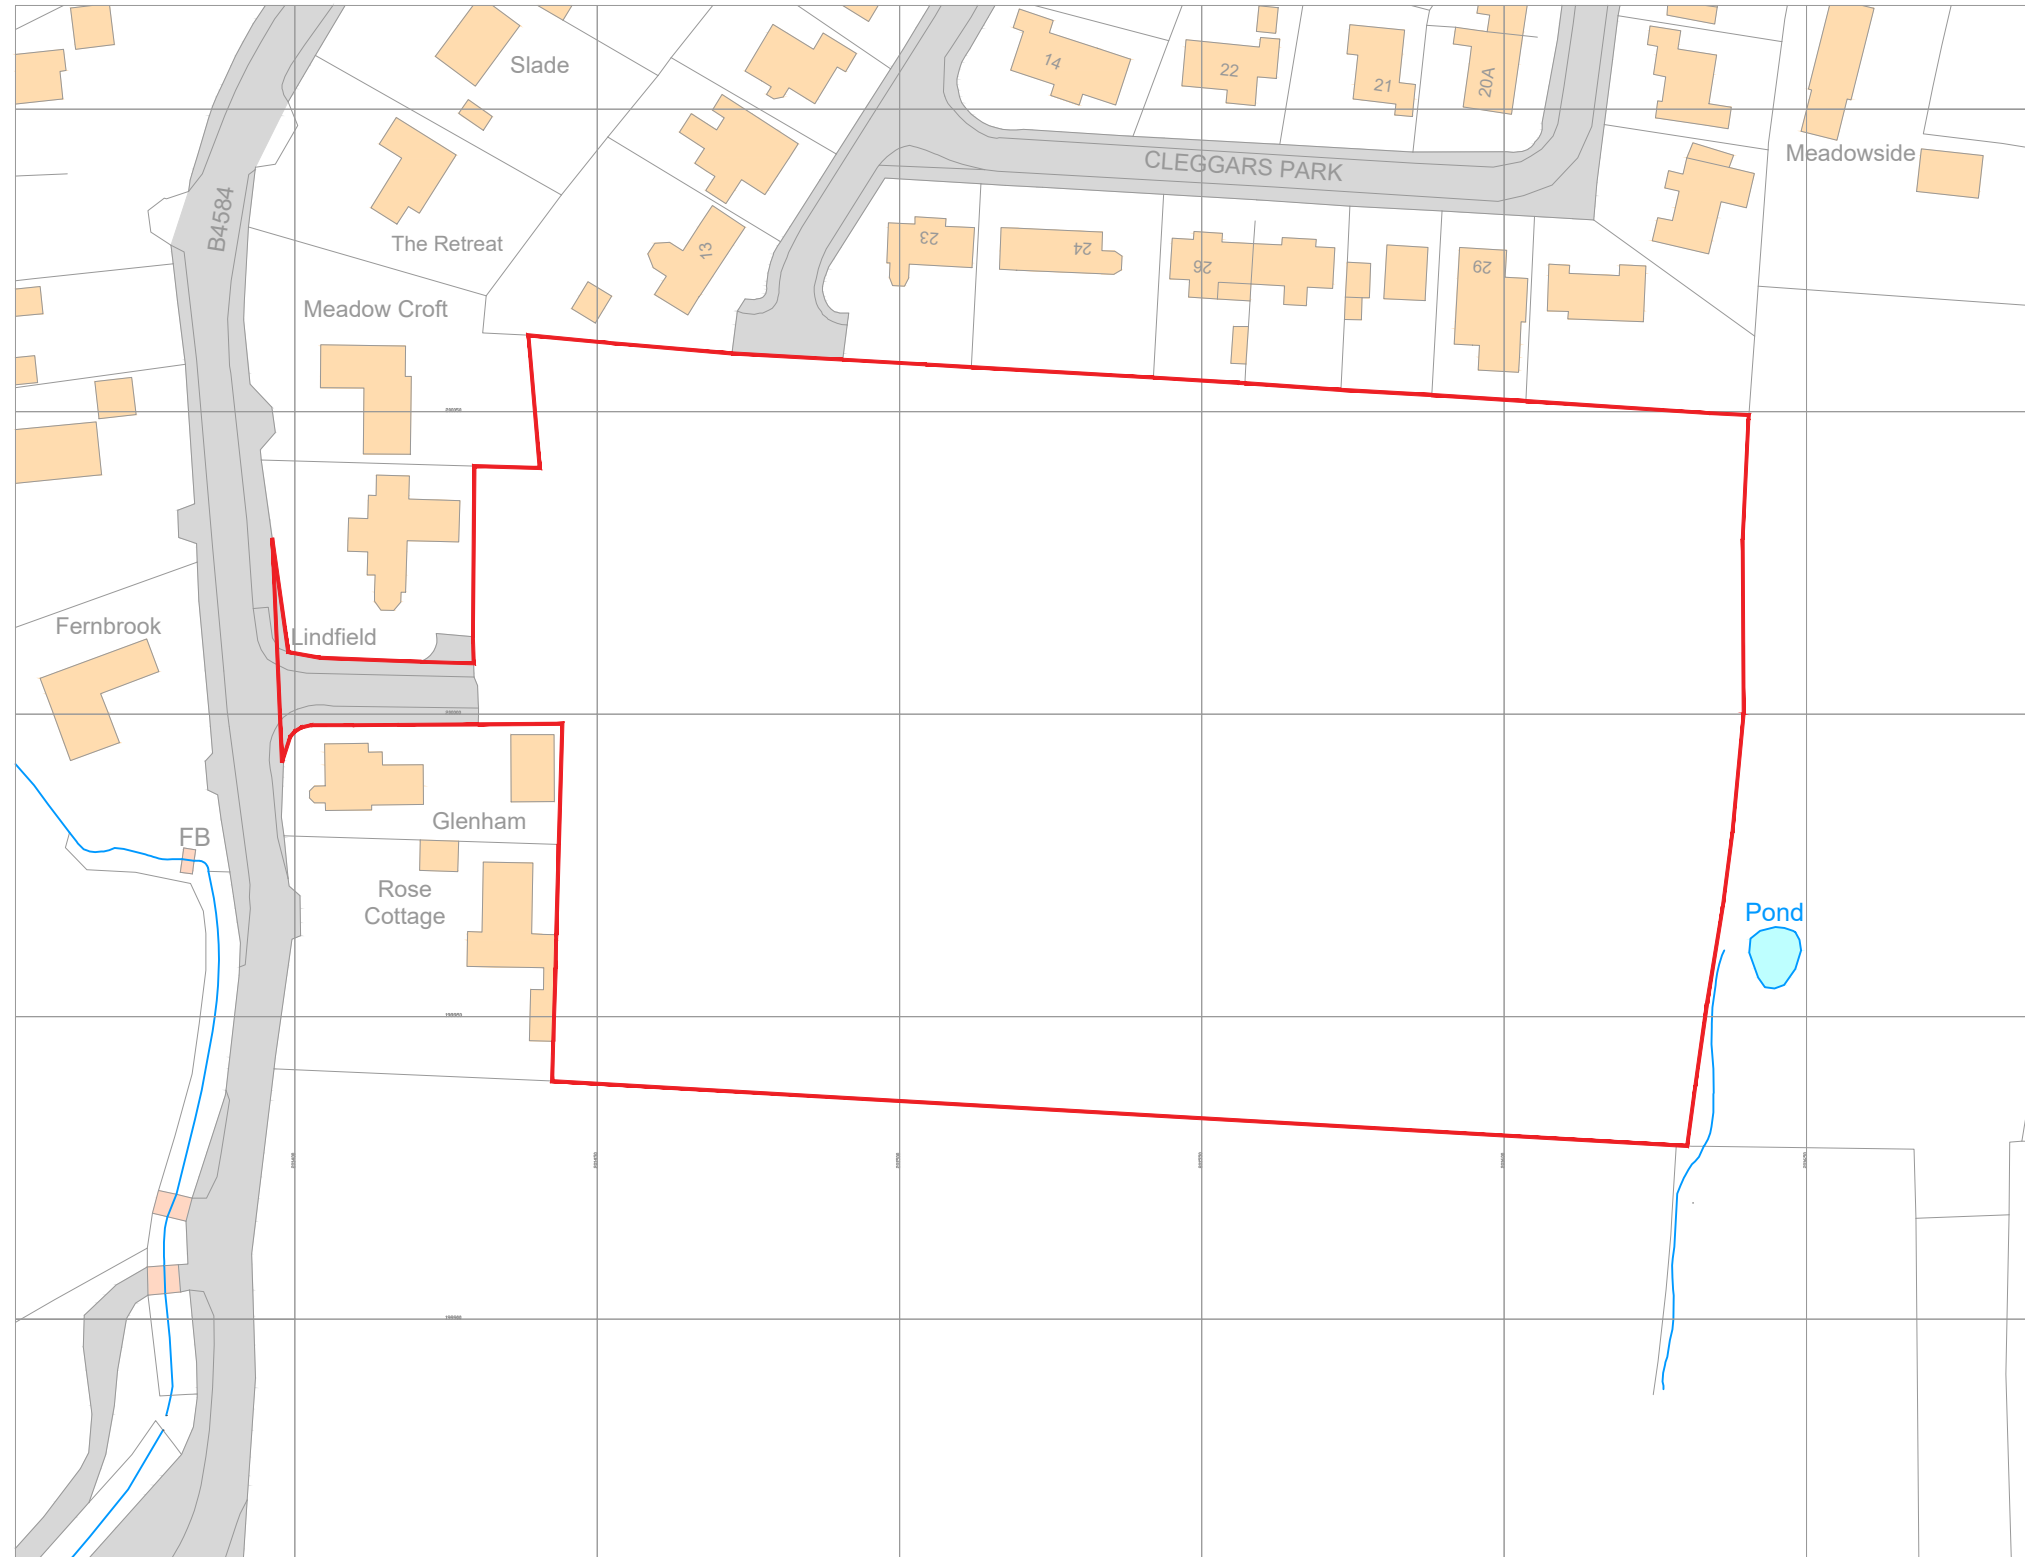 Slade
14
22
21
20A
CLEGGARS PARK
Meadowside
B4584
The Retreat
13
23
24
26
29
Meadow Croft
Fernbrook
Lindfield
Glenham
FB
Rose
Cottage
Pond